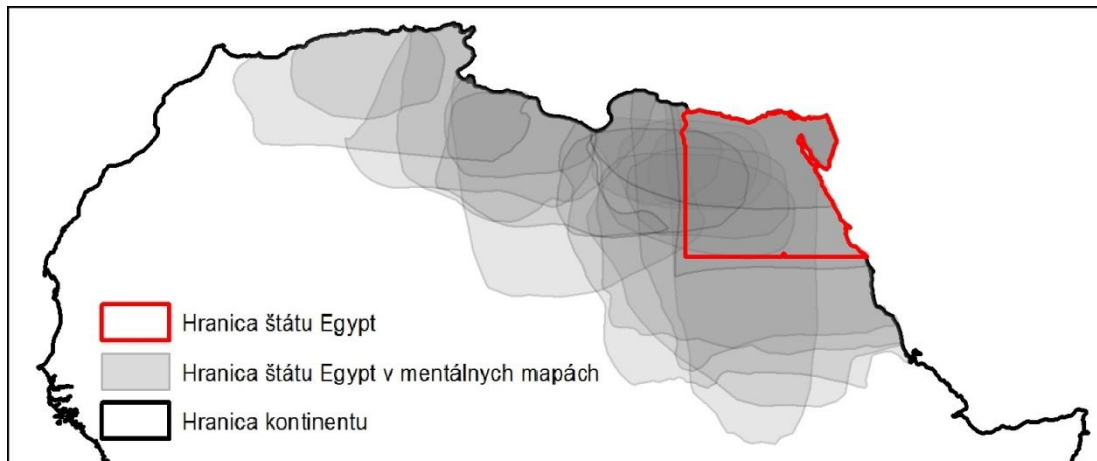 Hranica štátu Egypt
Hranica štátu Egypt v mentálnych mapách
Hranica kontinentu